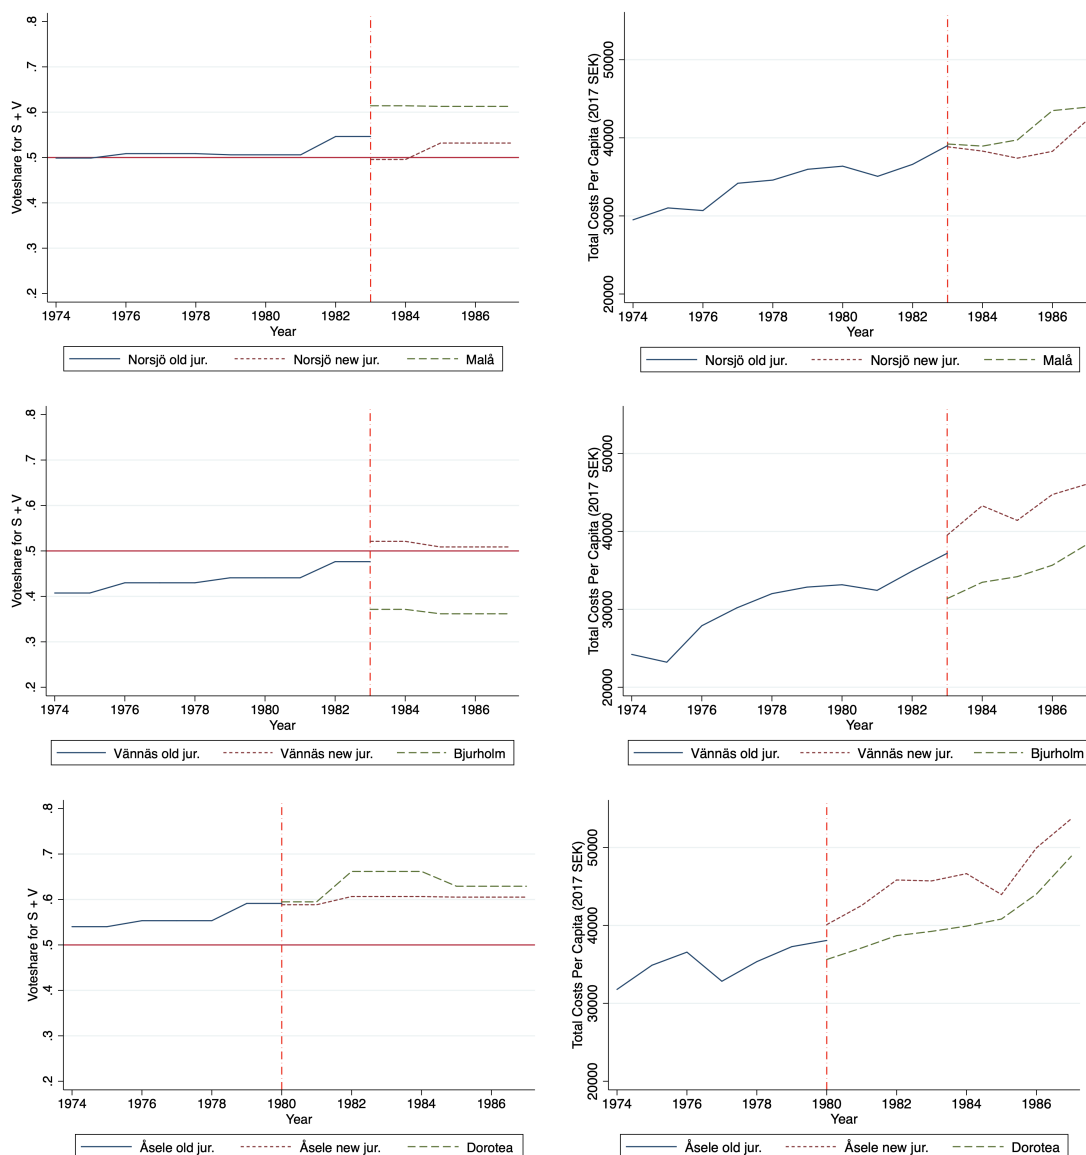 Voteshare for S + V
.8
.7
.6
.5
.4
.3
.2
1974 1976 1978 1980 1982 1984 1986
Year
Norsjö old jur. Norsjö new jur. Malå
Total Costs Per Capita (2017 SEK)
50000
40000
30000
20000
1974 1976 1978 1980 1982 1984 1986
Year
Norsjö old jur. Norsjö new jur. Malå
Voteshare for S + V
.8
.7
.6
.5
.4
.3
.2
1974 1976 1978 1980 1982 1984 1986
Year
Vännäs old jur. Vännäs new jur. Bjurholm
Total Costs Per Capita (2017 SEK)
50000
40000
30000
20000
1974 1976 1978 1980 1982 1984 1986
Year
Vännäs old jur. Vännäs new jur. Bjurholm
Voteshare for S + V
.8
.7
.6
.5
.4
.3
.2
1974 1976 1978 1980 1982 1984 1986
Year
Åsele old jur. Åsele new jur. Dorotea
Total Costs Per Capita (2017 SEK)
50000
40000
30000
20000
1974 1976 1978 1980 1982 1984 1986
Year
Åsele old jur. Åsele new jur. Dorotea